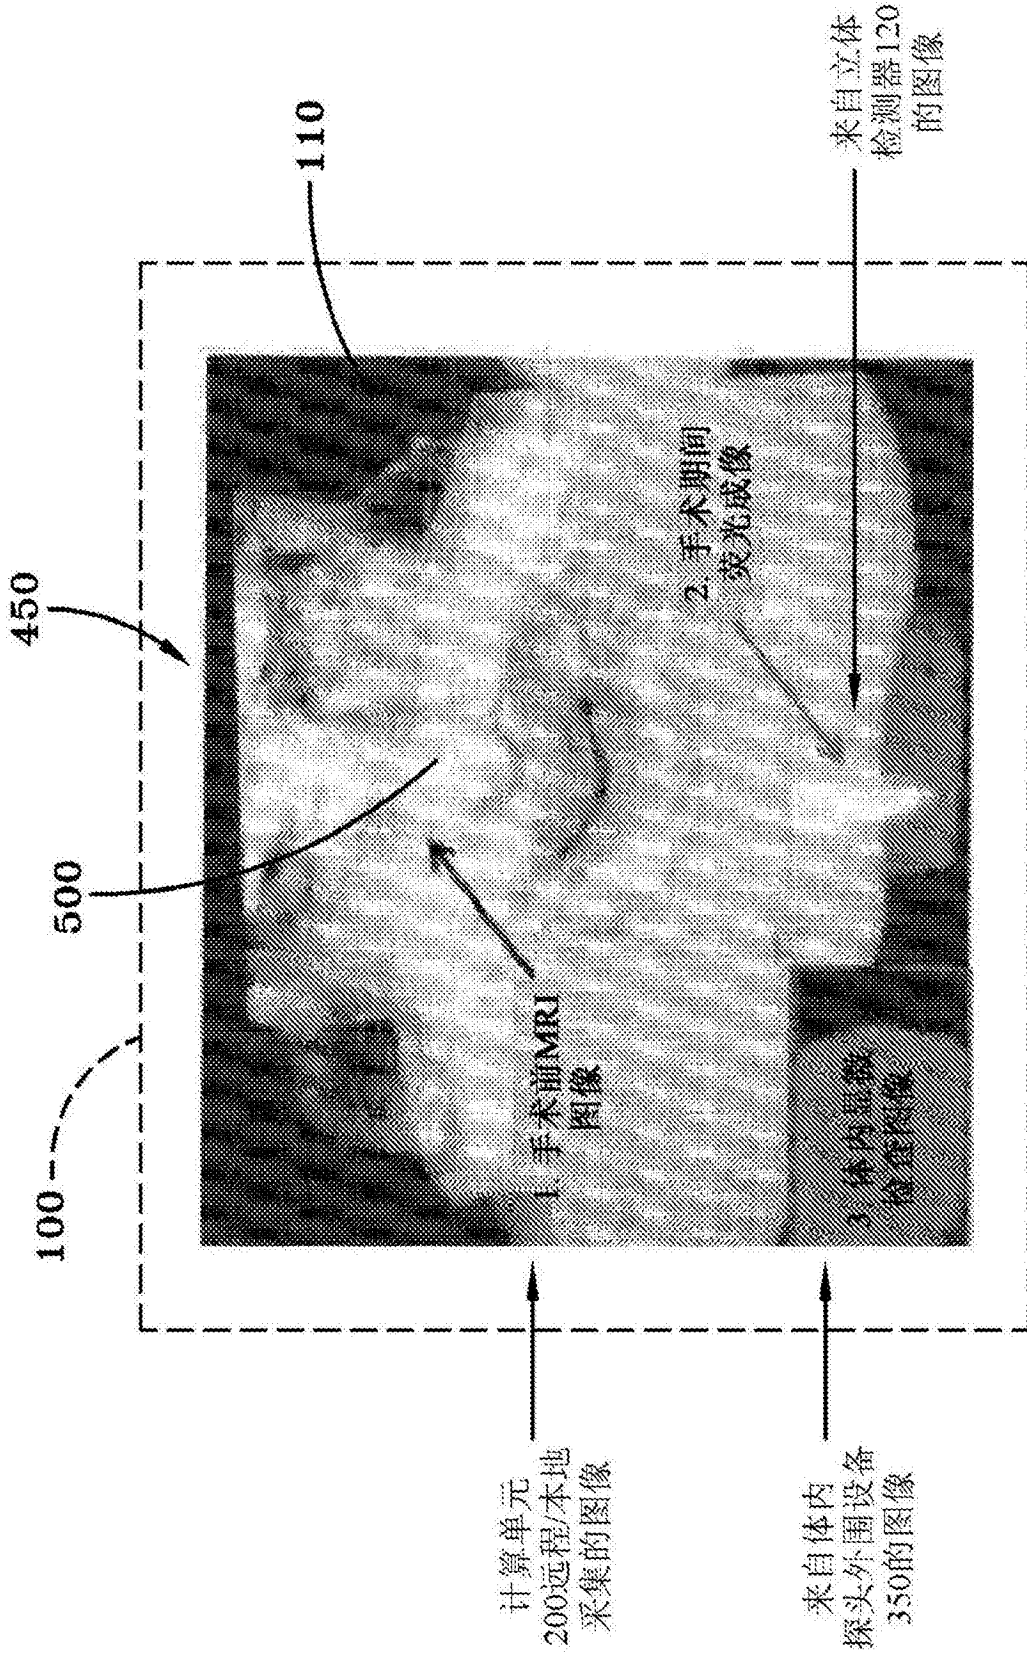 100
500
450
110
1. 手术前MRI
图像
2. 手术期间
荧光成像
3. 体内显微
检查图像
计算单元
200远程/本地
采集的图像
来自体内
探头外围设备
350的图像
来自立体
检测器120
的图像